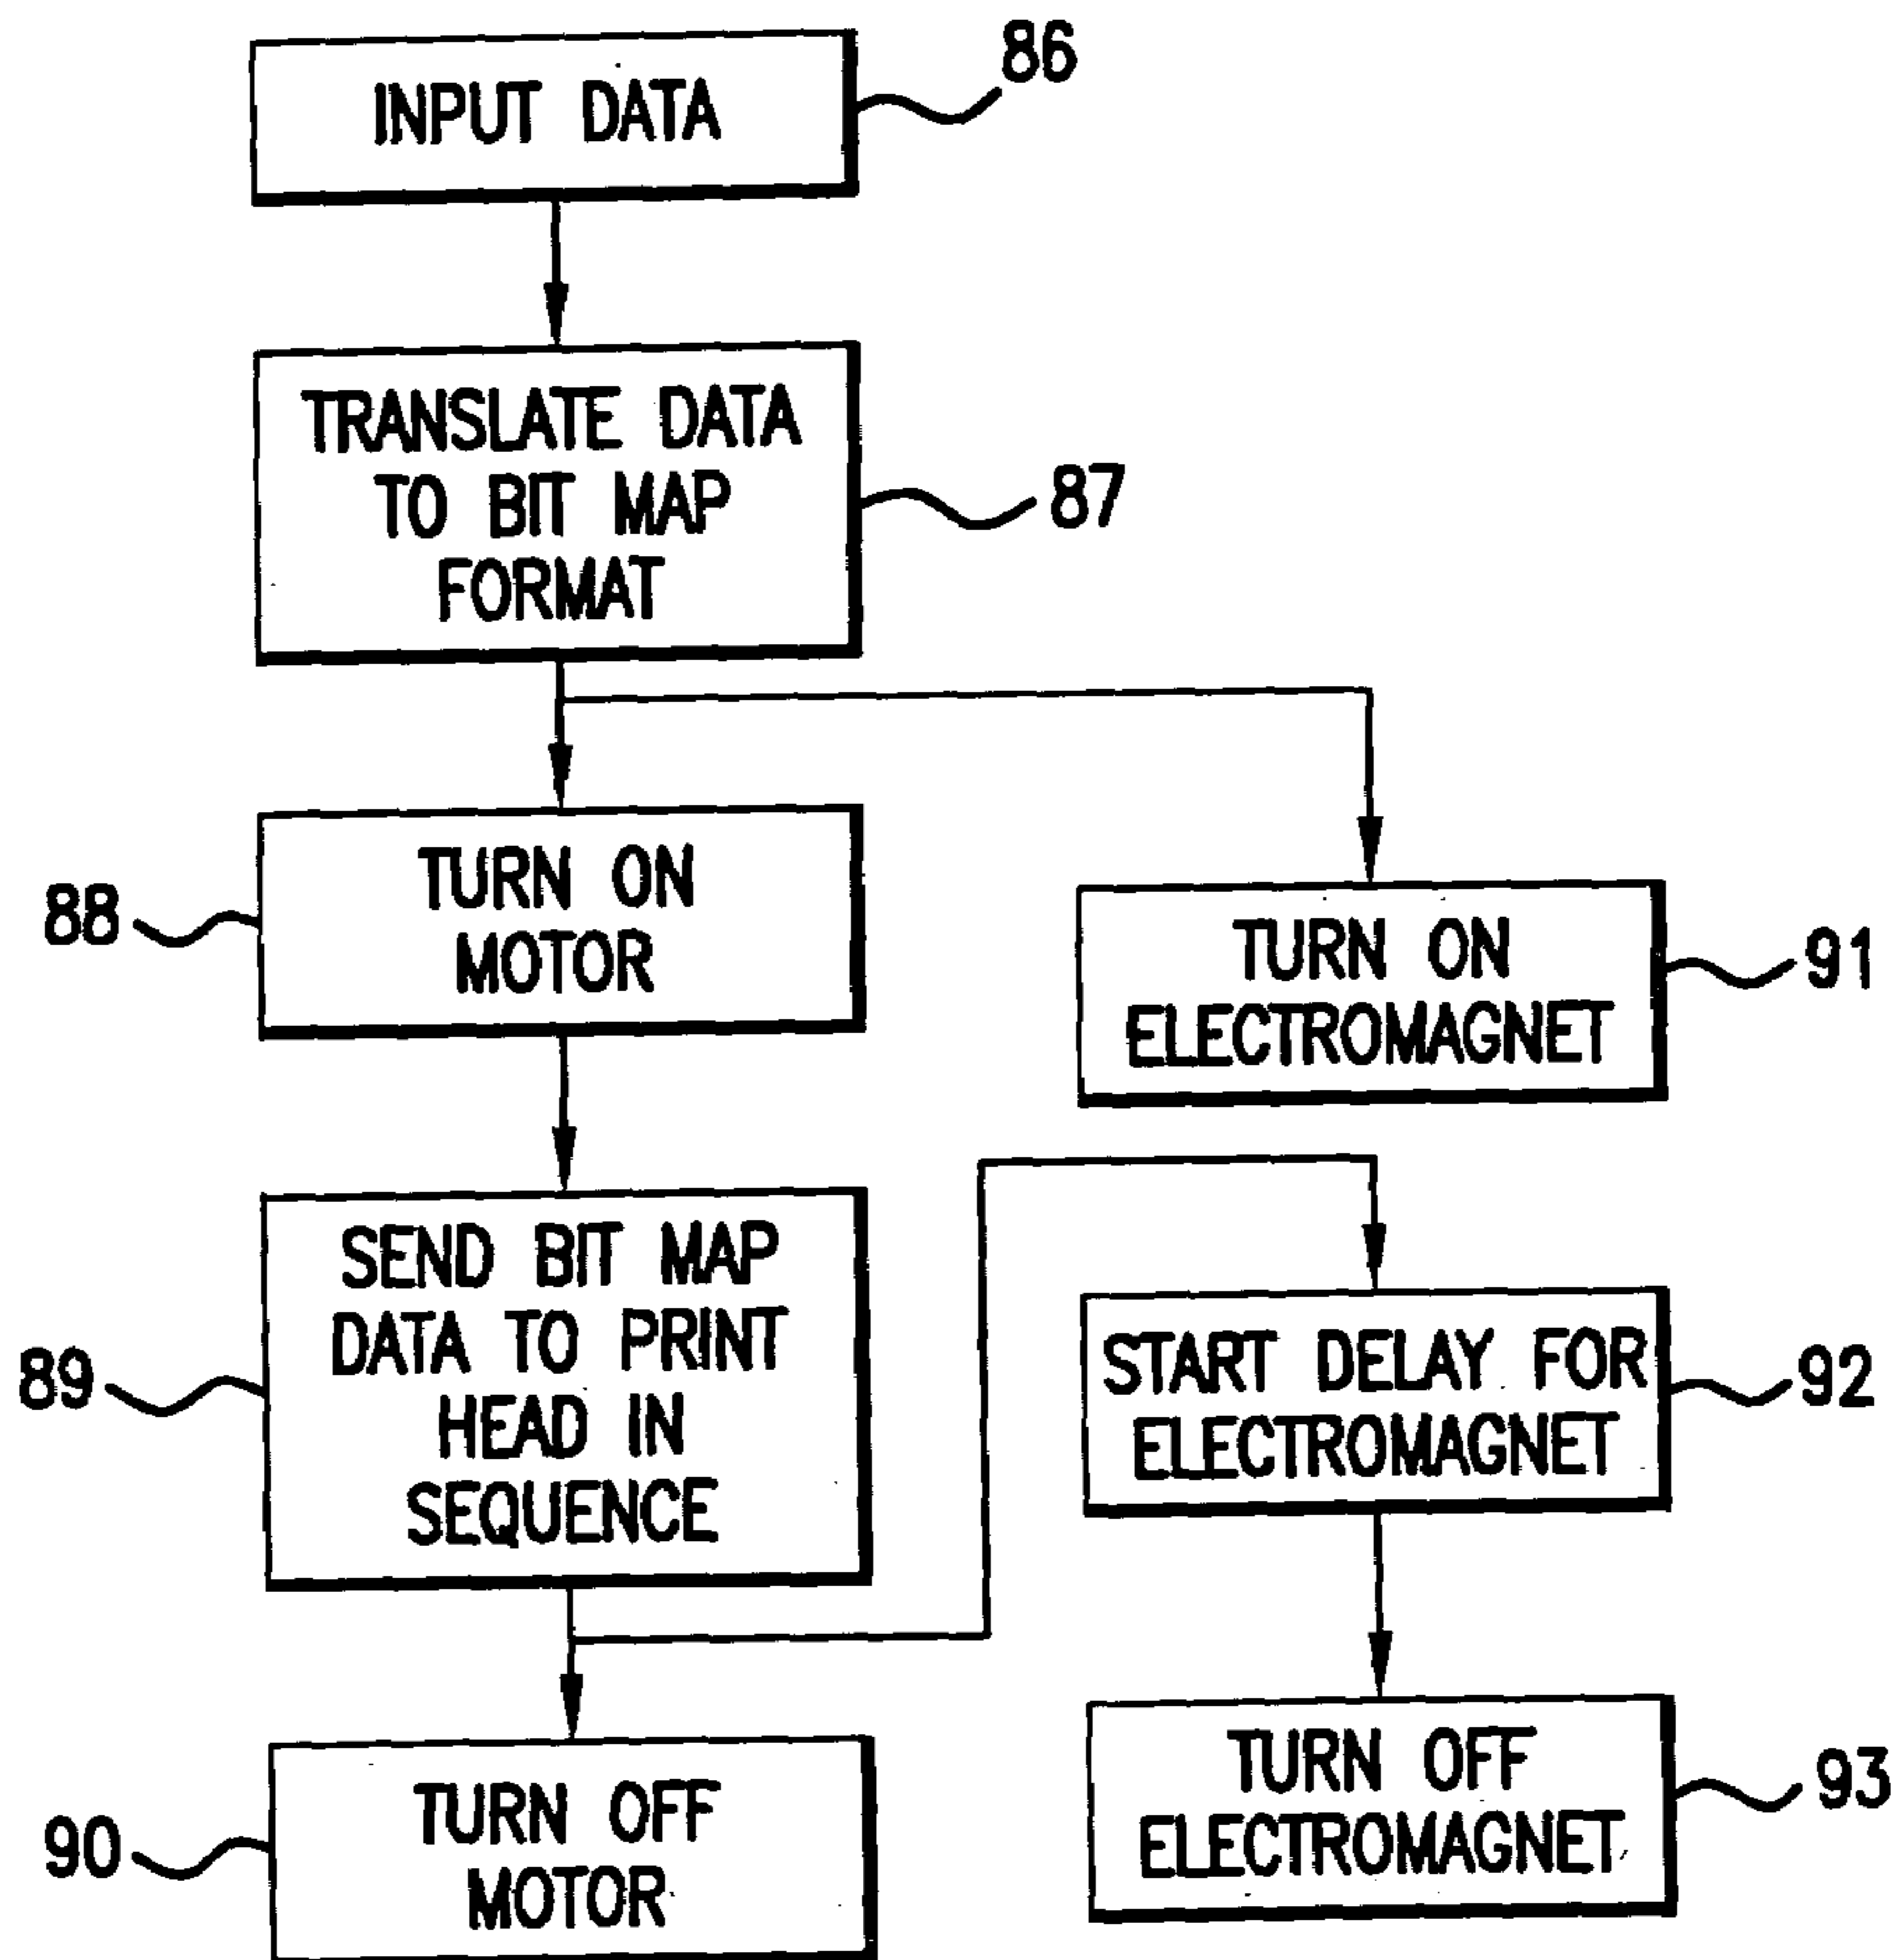 INPUT DATA
86
TRANSLATE DATA
TO BIT MAP
FORMAT
87
TURN ON
MOTOR
88
TURN ON
ELECTROMAGNET
91
SEND BIT MAP
DATA TO PRINT
HEAD IN
SEQUENCE
89
START DELAY FOR
ELECTROMAGNET
92
TURN OFF
MOTOR
90
TURN OFF
ELECTROMAGNET
93